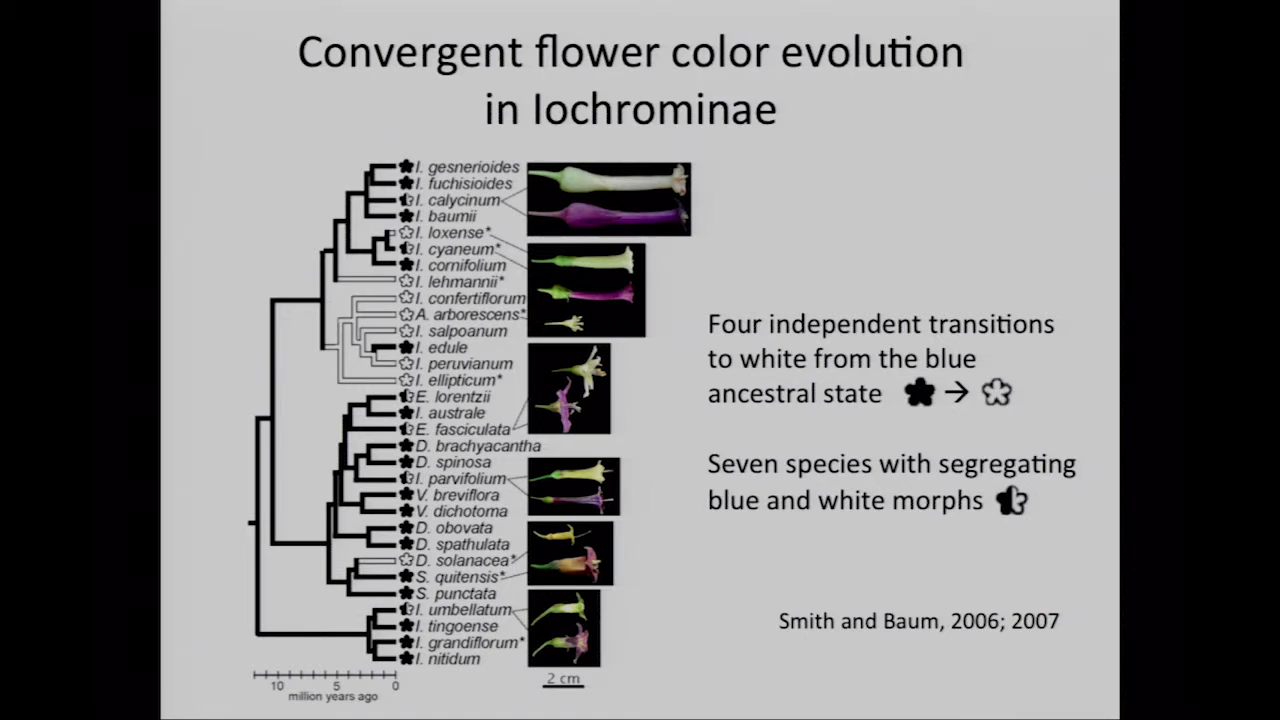 Convergent flower color evolution
in Iochrominae
I. gesnerioides
I. fuchisioides
I. calycinum
I. baumii
I. loxense*
I. cyaneum*
I. cornifolium
I. lehmannii*
I. confertiflorum
A. arborescens*
I. salpoanum
I. edule
I. peruvianum
I. ellipticum*
E. lorentzii
I. australe
E. fasciculata
D. brachyacantha
D. spinosa
I. parvifolium
V. breviflora
V. dichotoma
D. obovata
D. spathulata
D. solanacea*
S. quitensis*
S. punctata
I. umbellatum
I. tingoense
I. grandiflorum*
I. nitidum
10 5 0
million years ago
2 cm
Four independent transitions
to white from the blue
ancestral state →
Seven species with segregating
blue and white morphs
Smith and Baum, 2006; 2007